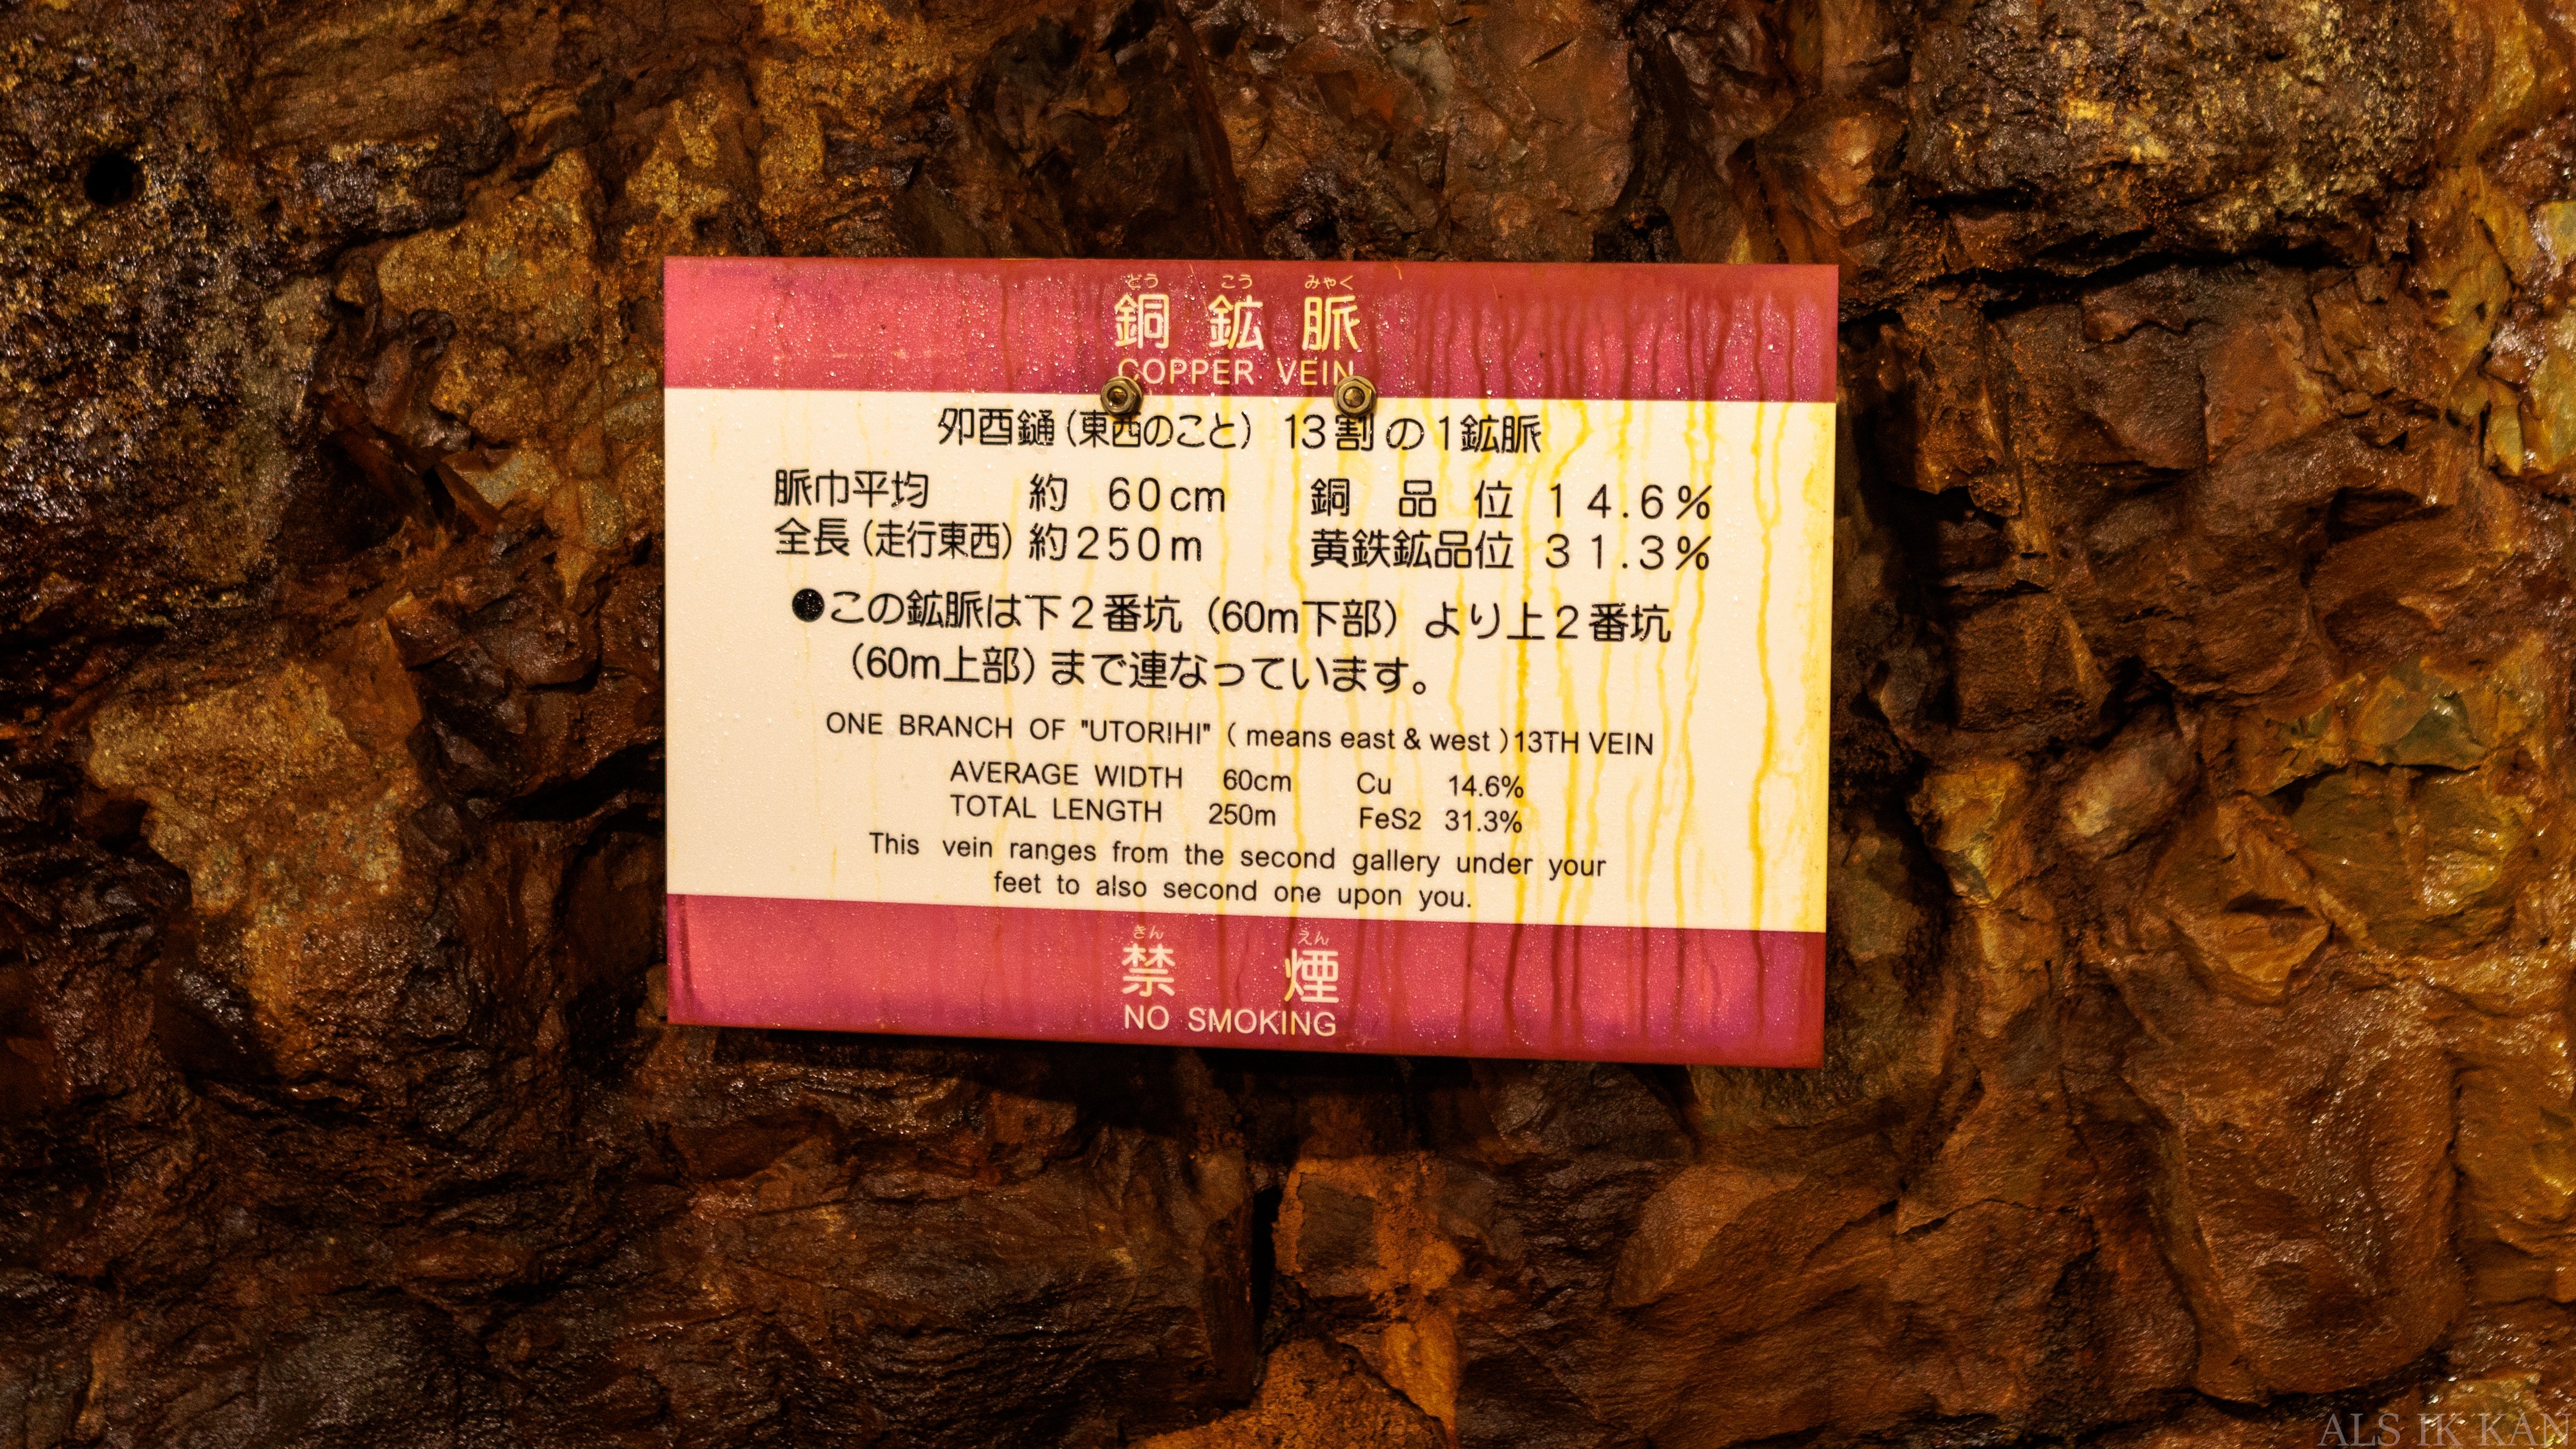 どう こう みゃく
銅 鉱 脈
COPPER VEIN
夘酉鐹（東西のこと） 13割の1鉱脈
脈巾平均 約 60cm 銅 品 位 14.6%
全長（走行東西）約250m 黄鉄鉱品位 31.3%
●この鉱脈は下2番坑（60m下部）より上2番坑
（60m上部）まで連なっています。
ONE BRANCH OF "UTORIHI" ( means east & west )13TH VEIN
AVERAGE WIDTH 60cm Cu 14.6%
TOTAL LENGTH 250m FeS2 31.3%
This vein ranges from the second gallery under your
feet to also second one upon you.
きん えん
禁 煙
NO SMOKING
ALS IK KAN